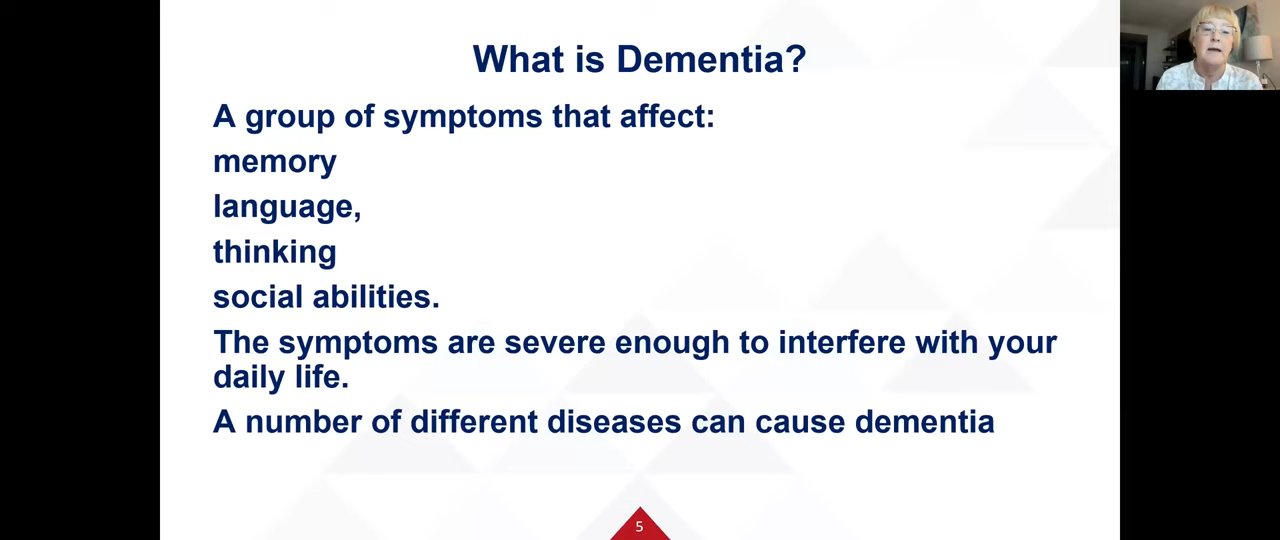 What is Dementia?
A group of symptoms that affect:
memory
language,
thinking
social abilities.
The symptoms are severe enough to interfere with your
daily life.
A number of different diseases can cause dementia
5